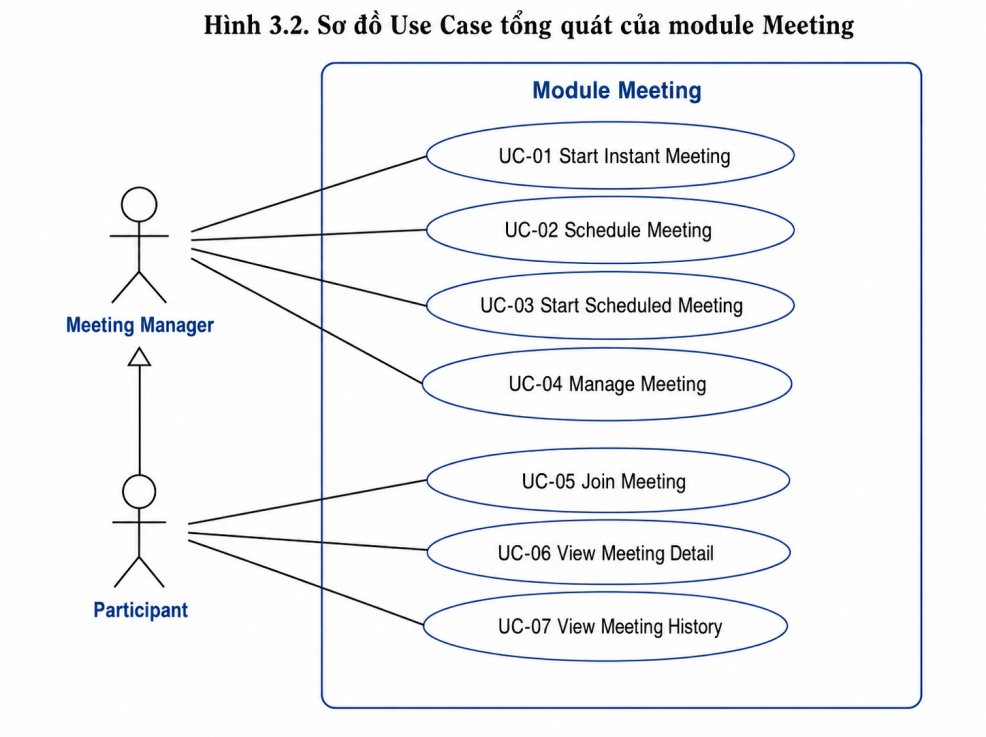 Hình 3.2. Sơ đồ Use Case tổng quát của module Meeting
Module Meeting
UC-01 Start Instant Meeting
UC-02 Schedule Meeting
UC-03 Start Scheduled Meeting
Meeting Manager
UC-04 Manage Meeting
UC-05 Join Meeting
UC-06 View Meeting Detail
Participant
UC-07 View Meeting History